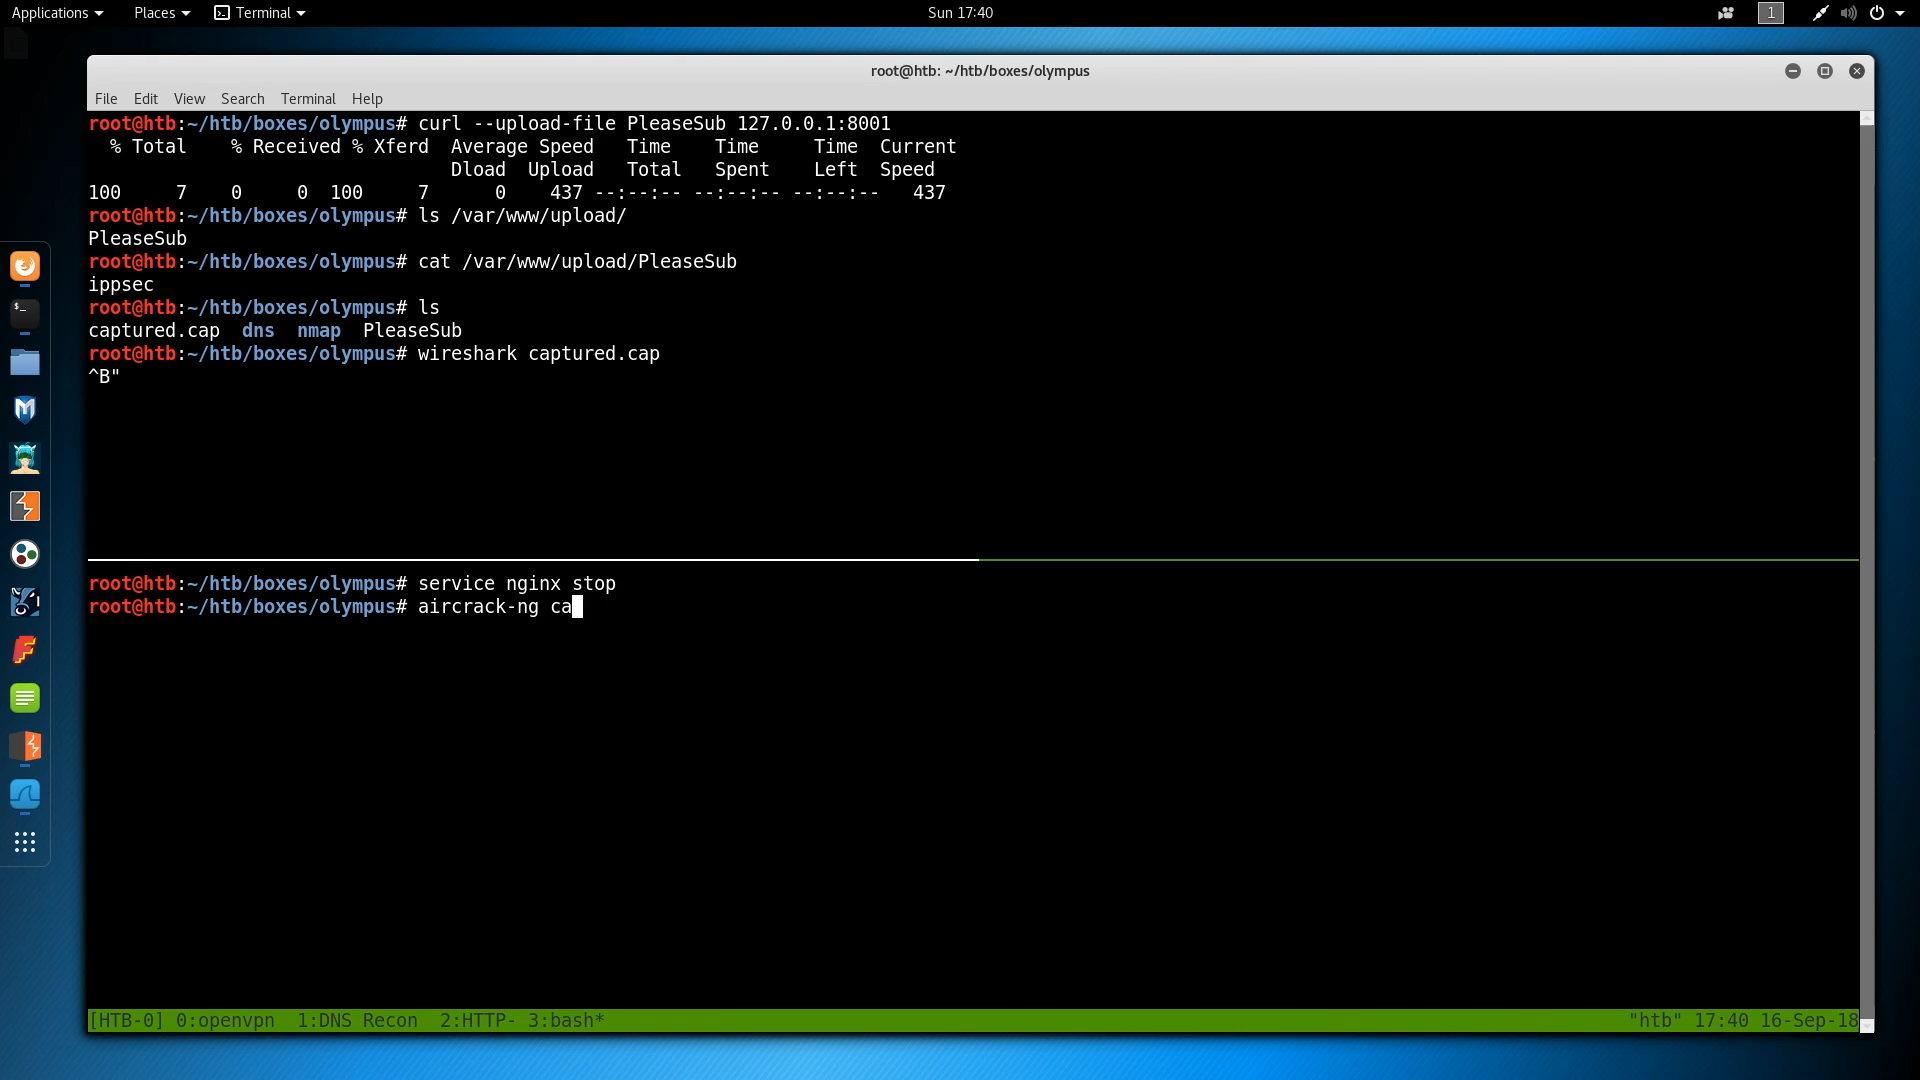 Applications Places Terminal Sun 17:40 1
root@htb: ~/htb/boxes/olympus
File Edit View Search Terminal Help
root@htb:~/htb/boxes/olympus# curl --upload-file PleaseSub 127.0.0.1:8001
  % Total    % Received % Xferd  Average Speed   Time    Time     Time  Current
                                 Dload  Upload   Total   Spent    Left  Speed
100     7    0     0  100     7      0    437 --:--:-- --:--:-- --:--:--   437
root@htb:~/htb/boxes/olympus# ls /var/www/upload/
PleaseSub
root@htb:~/htb/boxes/olympus# cat /var/www/upload/PleaseSub
ippsec
root@htb:~/htb/boxes/olympus# ls
captured.cap  dns  nmap  PleaseSub
root@htb:~/htb/boxes/olympus# wireshark captured.cap
^B"
root@htb:~/htb/boxes/olympus# service nginx stop
root@htb:~/htb/boxes/olympus# aircrack-ng ca
[HTB-0] 0:openvpn  1:DNS Recon  2:HTTP- 3:bash* "htb" 17:40 16-Sep-18